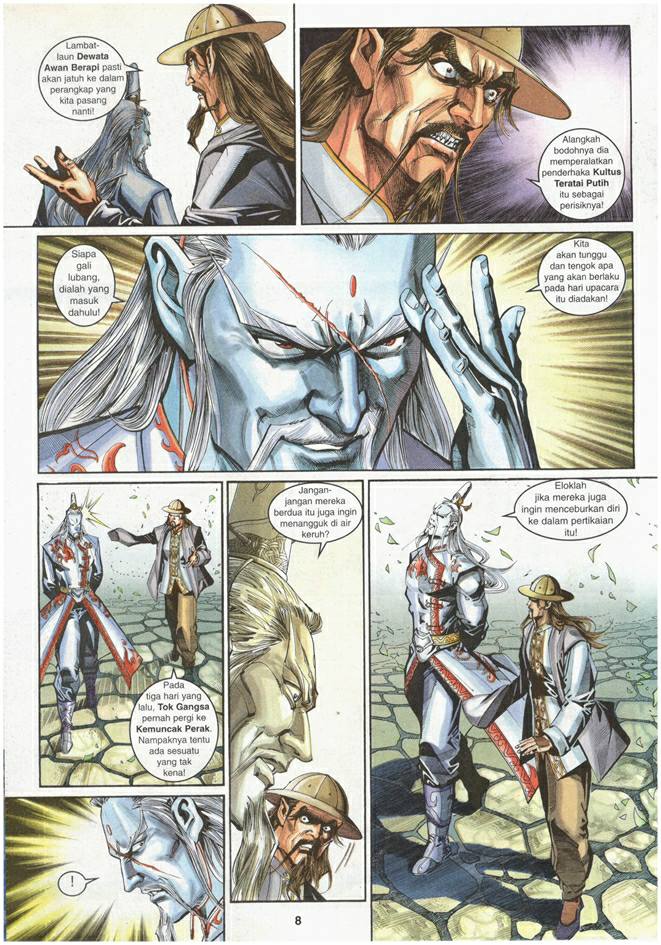 Lambat-
laun Dewata
Awan Berapi pasti
akan jatuh ke dalam
perangkap yang
kita pasang
nanti!
Alangkah
bodohnya dia
memperalatkan
penderhaka Kultus
Teratai Putih
itu sebagai
perisiknya!
Siapa
gali
lubang,
dialah yang
masuk
dahulu!
Kita
akan tunggu
dan tengok apa
yang akan berlaku
pada hari upacara
itu diadakan!
Pada
tiga hari yang
lalu, Tok Gangsa
pernah pergi ke
Kemuncak Perak.
Nampaknya tentu
ada sesuatu
yang tak
kena!
!
Jangan-
jangan mereka
berdua itu juga ingin
menangguk di air
keruh?
Eloklah
jika mereka juga
ingin menceburkan diri
ke dalam pertikaian
itu!
8